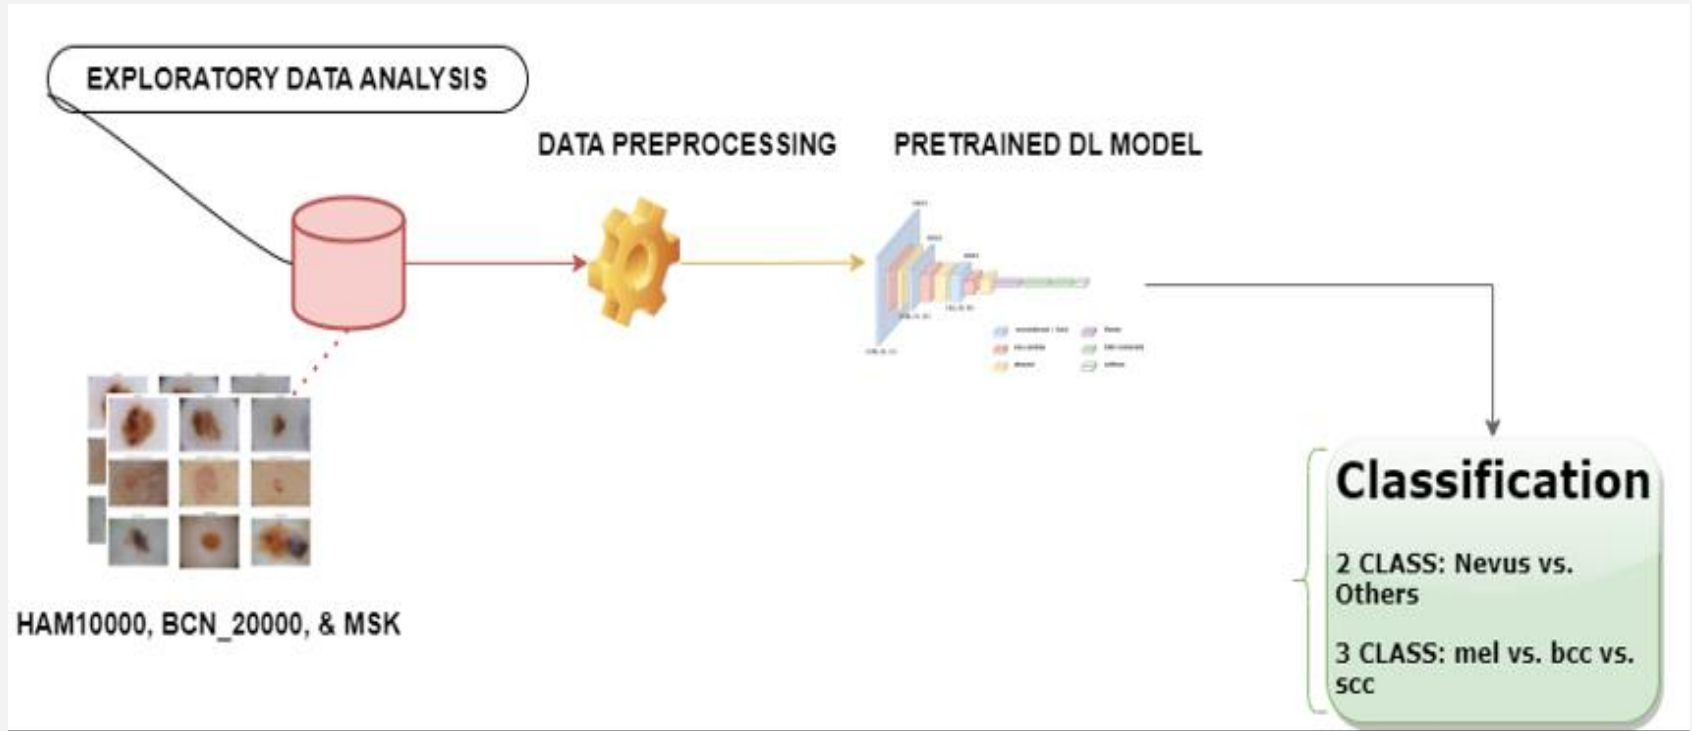 EXPLORATORY DATA ANALYSIS
DATA PREPROCESSING
PRETRAINED DL MODEL
HAM10000, BCN_20000, & MSK
Classification
2 CLASS: Nevus vs.
Others
3 CLASS: mel vs. bcc vs.
scc